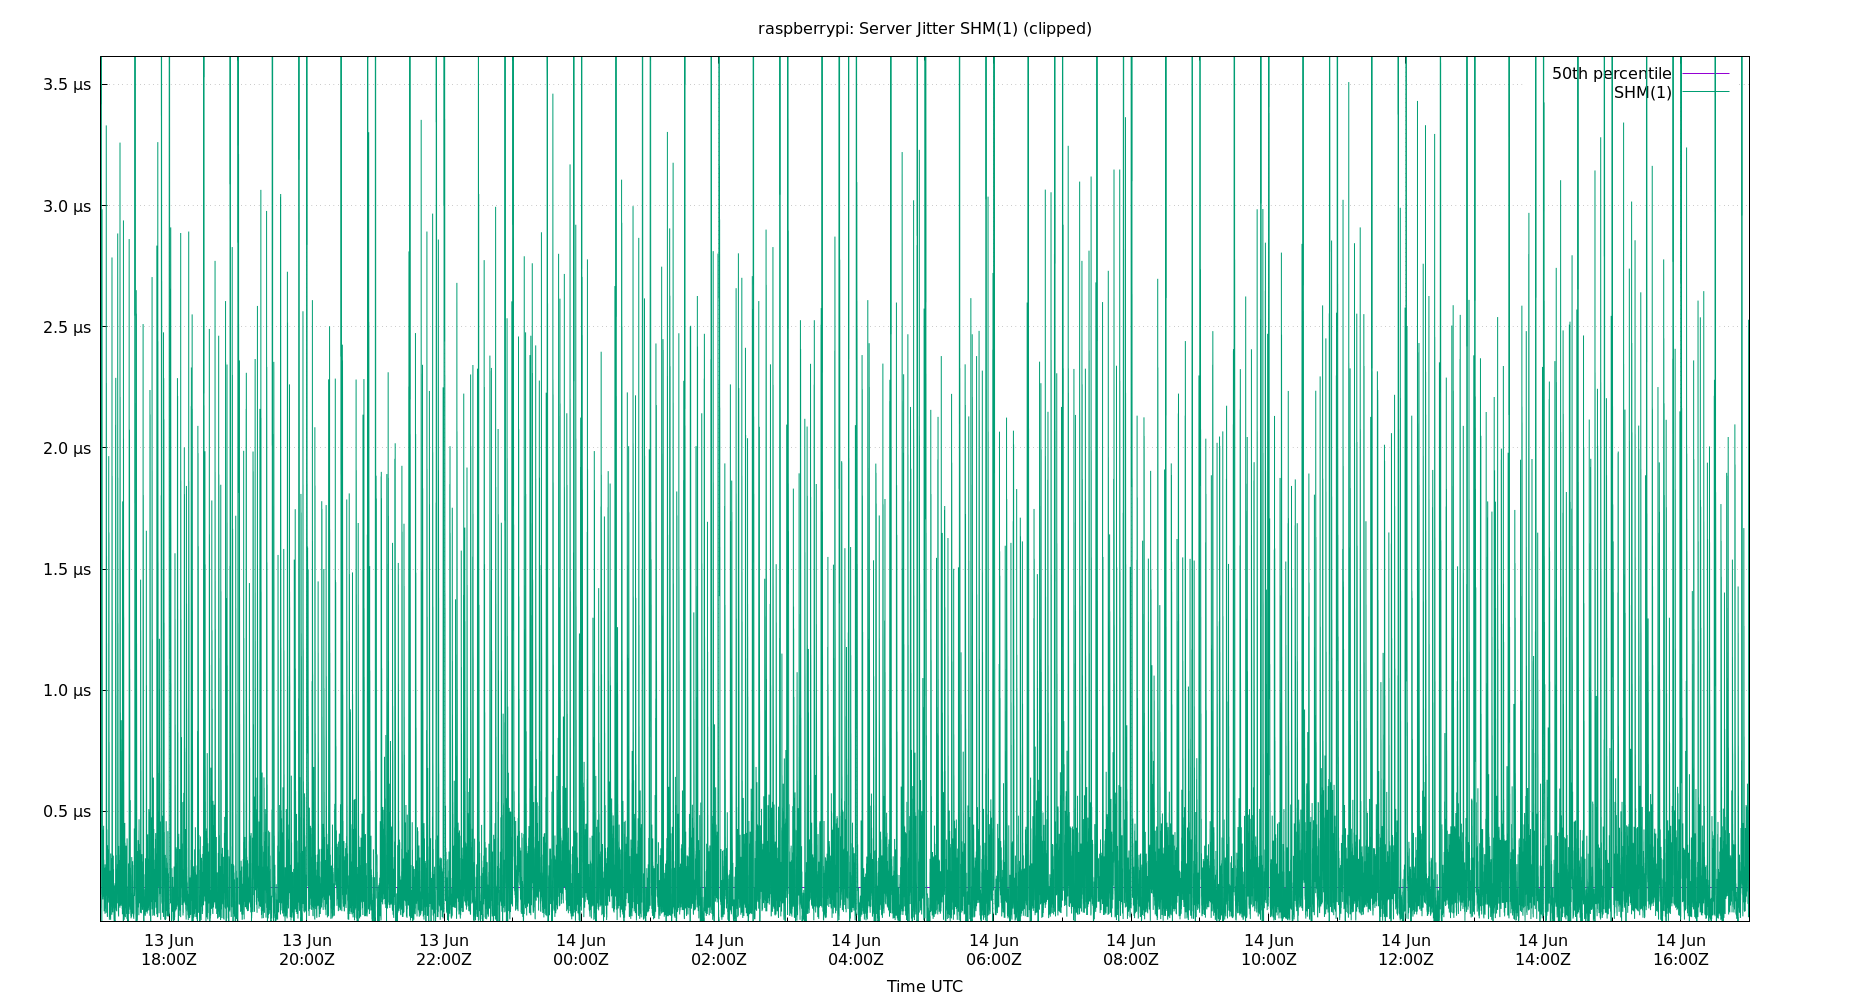 raspberrypi: Server Jitter SHM(1) (clipped)
50th percentile
SHM(1)
3.5 μs
3.0 μs
2.5 μs
2.0 μs
1.5 μs
1.0 μs
0.5 μs
13 Jun 13 Jun 13 Jun 14 Jun 14 Jun 14 Jun 14 Jun 14 Jun 14 Jun 14 Jun 14 Jun 14 Jun
18:00Z 20:00Z 22:00Z 00:00Z 02:00Z 04:00Z 06:00Z 08:00Z 10:00Z 12:00Z 14:00Z 16:00Z
Time UTC